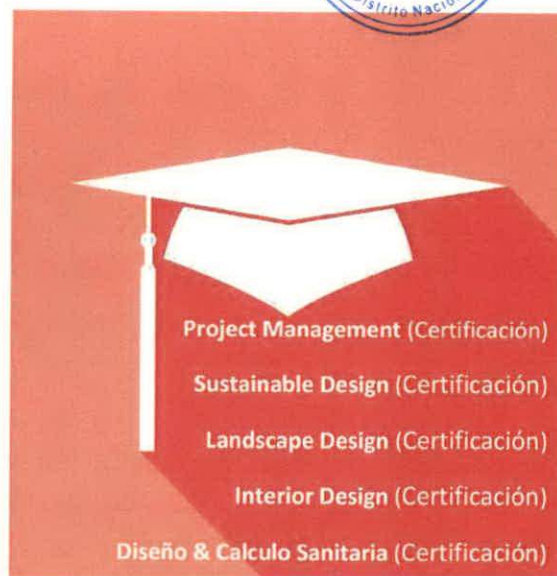 Distrito Nacio
Project Management (Certificación)
Sustainable Design (Certificación)
Landscape Design (Certificación)
Interior Design (Certificación)
Diseño & Calculo Sanitaria (Certificación)